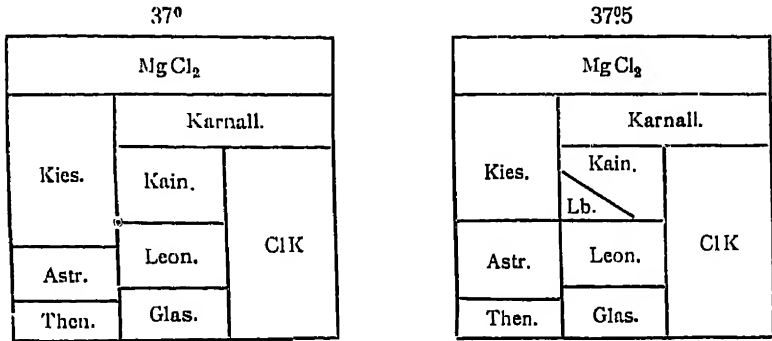 37⁰
MgCl₂
Karnall.
Kies.
Kain.
Leon.
ClK
Astr.
Then.
Glas.
37⁰5
MgCl₂
Karnall.
Kies.
Kain.
Lb.
Astr.
Leon.
ClK
Then.
Glas.